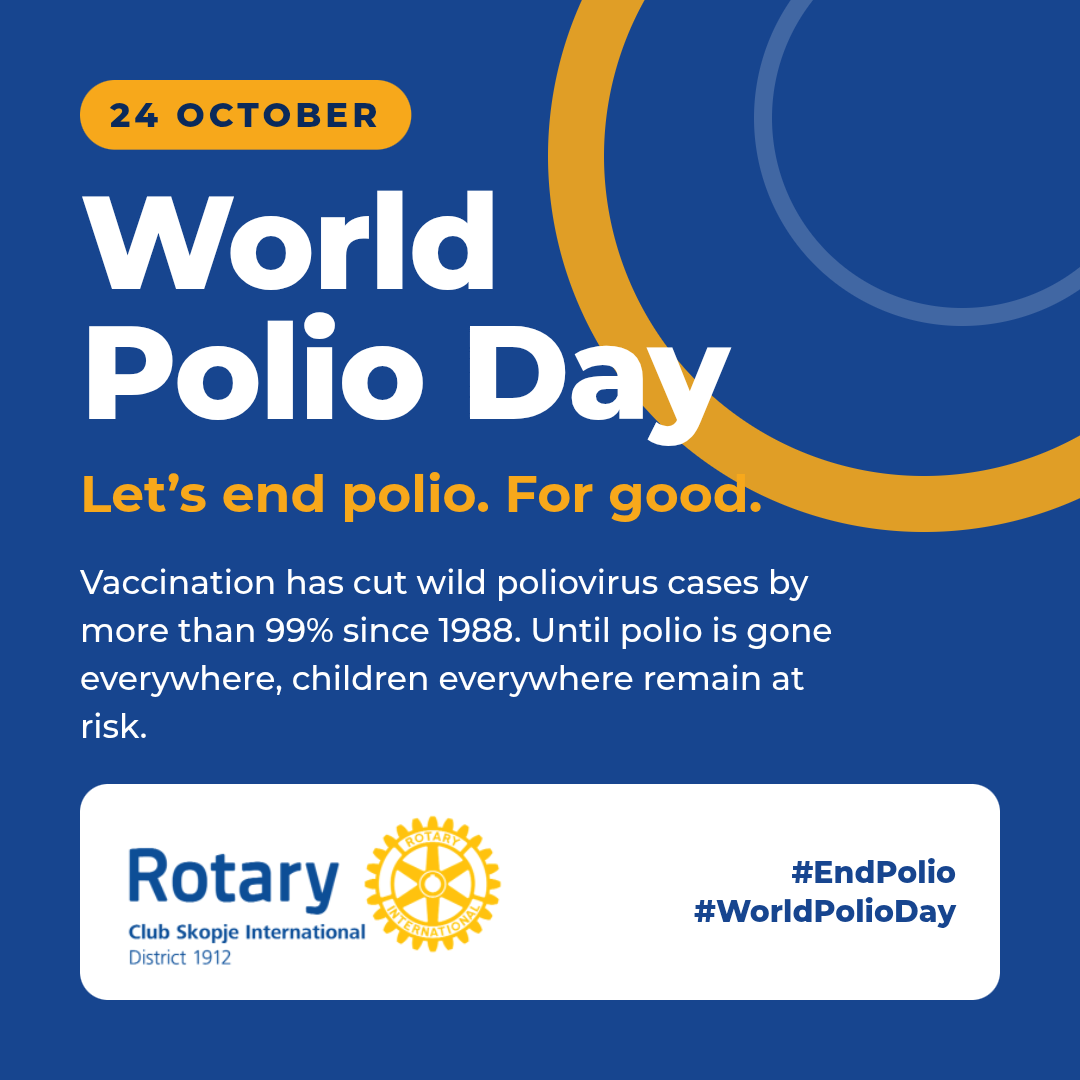 24 OCTOBER
World
Polio Day
Let’s end polio. For good.
Vaccination has cut wild poliovirus cases by
more than 99% since 1988. Until polio is gone
everywhere, children everywhere remain at
risk.
Rotary
Club Skopje International
District 1912
ROTARY
INTERNATIONAL
#EndPolio
#WorldPolioDay